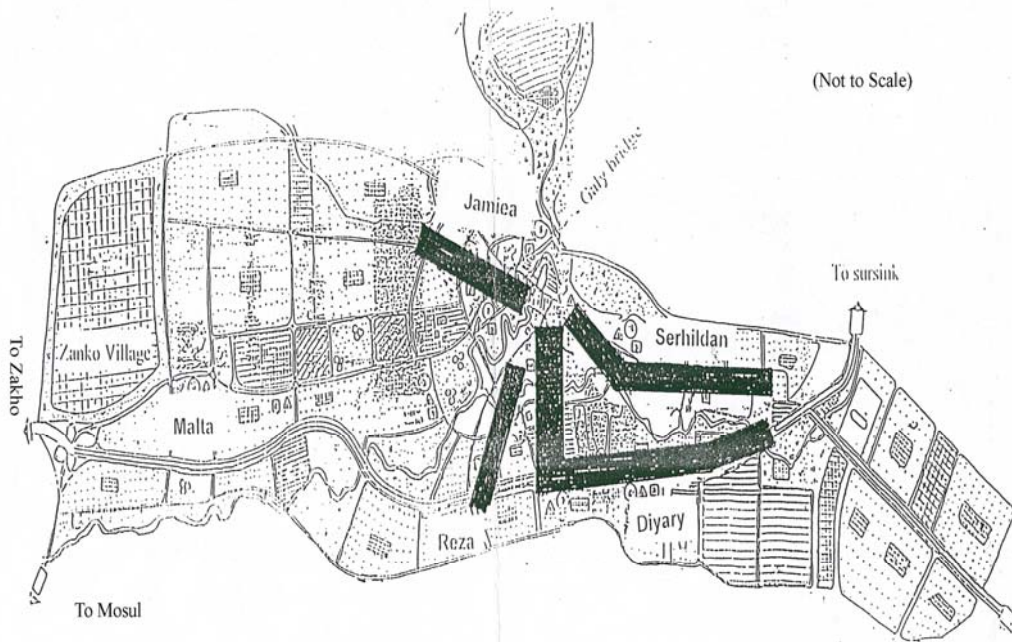 (Not to Scale)
Galy bridge
Jamiea
To sursink
Serhildan
Zanko Village
To Zakho
Malta
Diyary
Reza
To Mosul